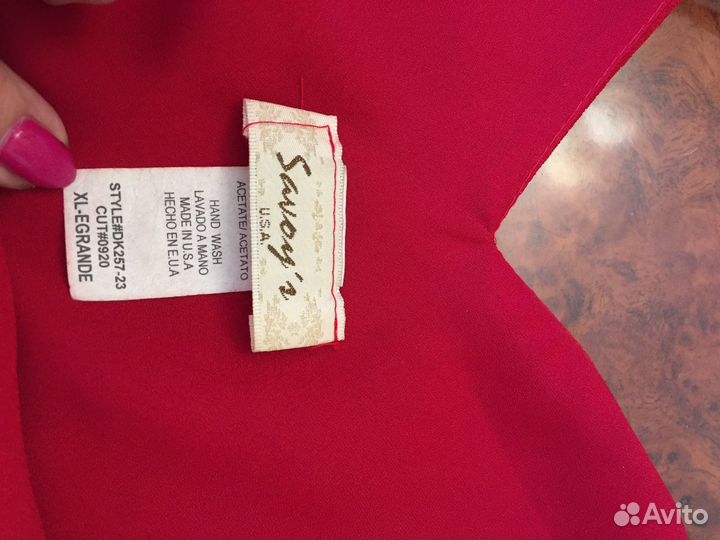 Savoy's
U.S.A.
ACETATE/ACETATO
HAND WASH
LAVADO A MANO
MADE IN U.S.A
HECHO EN E.U.A
STYLE#DK257-23
CUT#0920
XL-EGRANDE
Avito